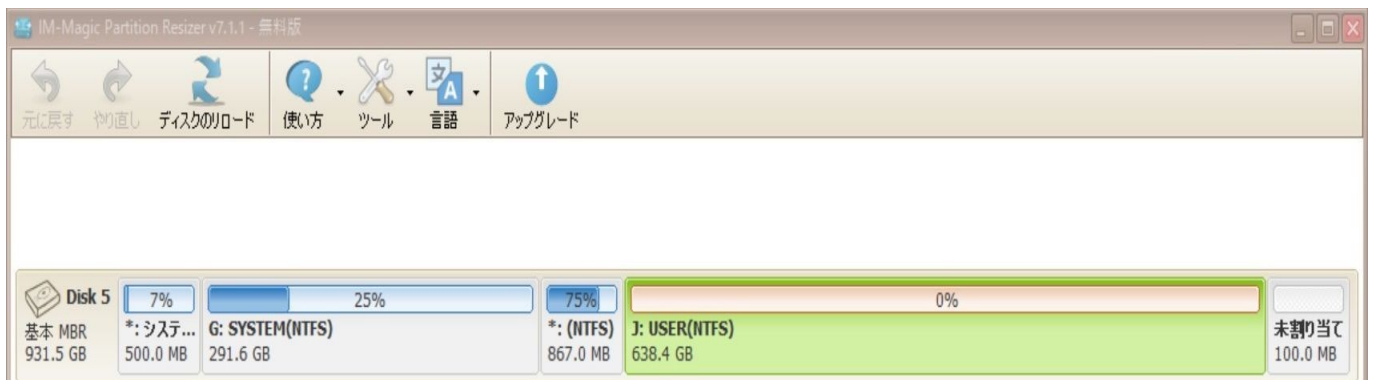 IM-Magic Partition Resizer v7.1.1 - 無料版
元に戻す やり直し ディスクのリロード 使い方 ツール 言語 アップグレード
Disk 5
基本 MBR
931.5 GB
7%
*: システ...
500.0 MB
25%
G: SYSTEM(NTFS)
291.6 GB
75%
*: (NTFS)
867.0 MB
0%
J: USER(NTFS)
638.4 GB
未割り当て
100.0 MB